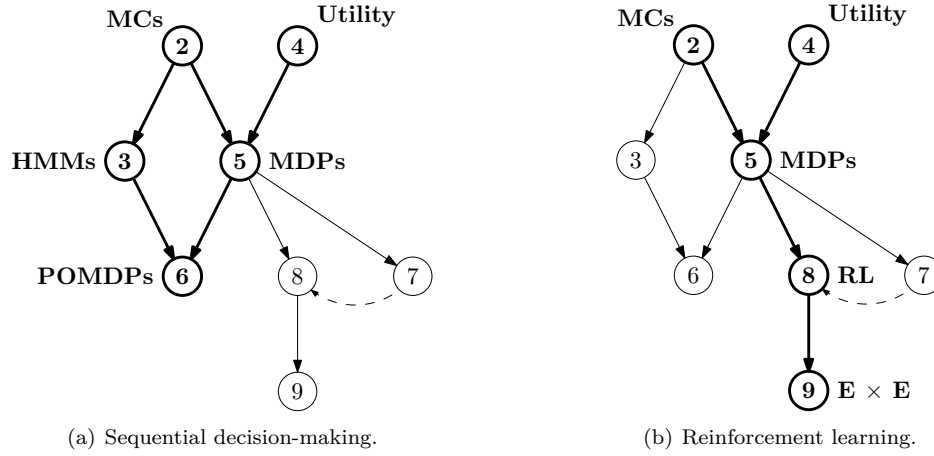 MCs Utility
2 4
HMMs 3 5 MDPs
POMDPs 6 8 7
9
(a) Sequential decision-making.
MCs Utility
2 4
3 5 MDPs
6 8 RL 7
9 E × E
(b) Reinforcement learning.